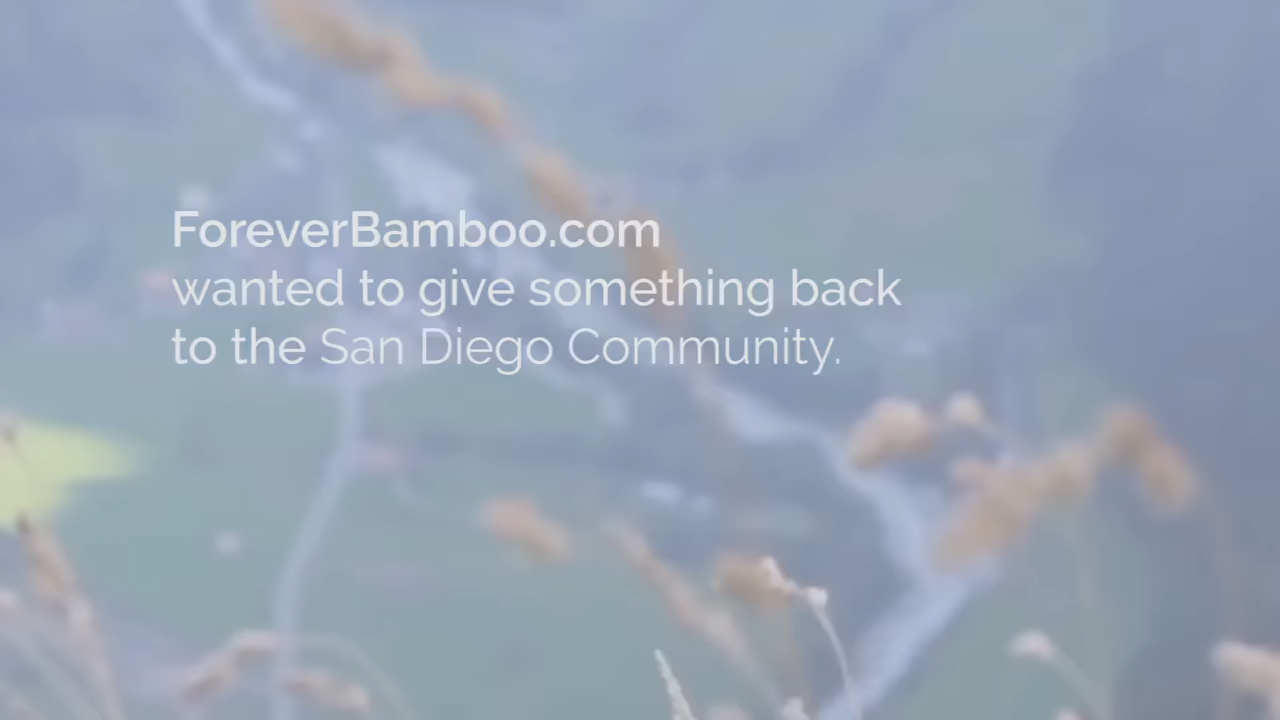 ForeverBamboo.com
wanted to give something back
to the San Diego Community.